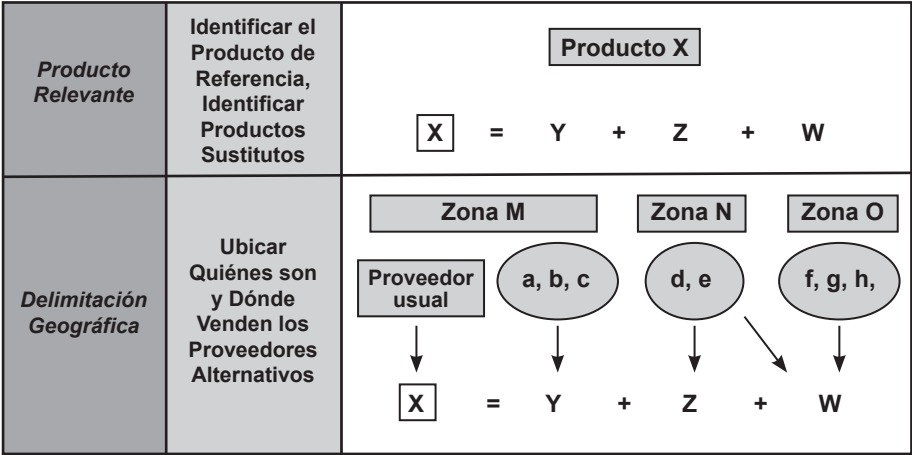 Producto
Relevante
Identificar el
Producto de
Referencia,
Identificar
Productos
Sustitutos
Producto X
X = Y + Z + W
Delimitación
Geográfica
Ubicar
Quiénes son
y Dónde
Venden los
Proveedores
Alternativos
Zona M Zona N Zona O
Proveedor
usual
a, b, c d, e f, g, h,
X = Y + Z + W